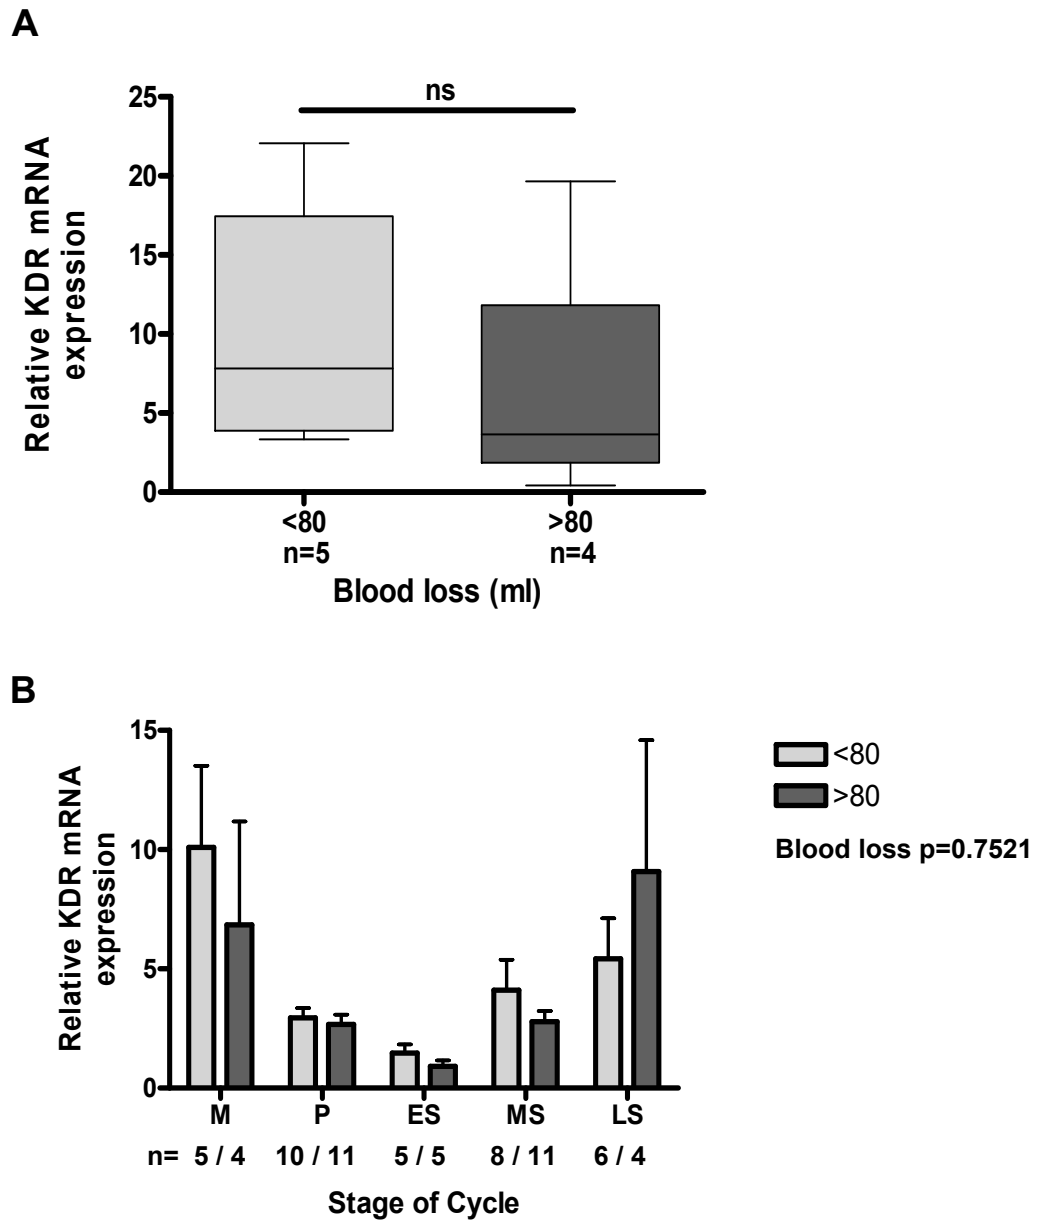 A
Relative KDR mRNA
expression
25
20
15
10
5
0
ns
<80
>80
n=5
n=4
Blood loss (ml)
B
Relative KDR mRNA
expression
15
10
5
0
M P ES MS LS
n= 5 / 4 10 / 11 5 / 5 8 / 11 6 / 4
Stage of Cycle
<80
>80
Blood loss p=0.7521